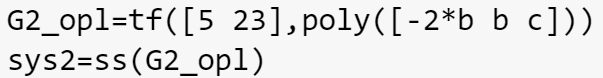 G2_opl=tf([5 23],poly([-2*b b c]))
sys2=ss(G2_opl)